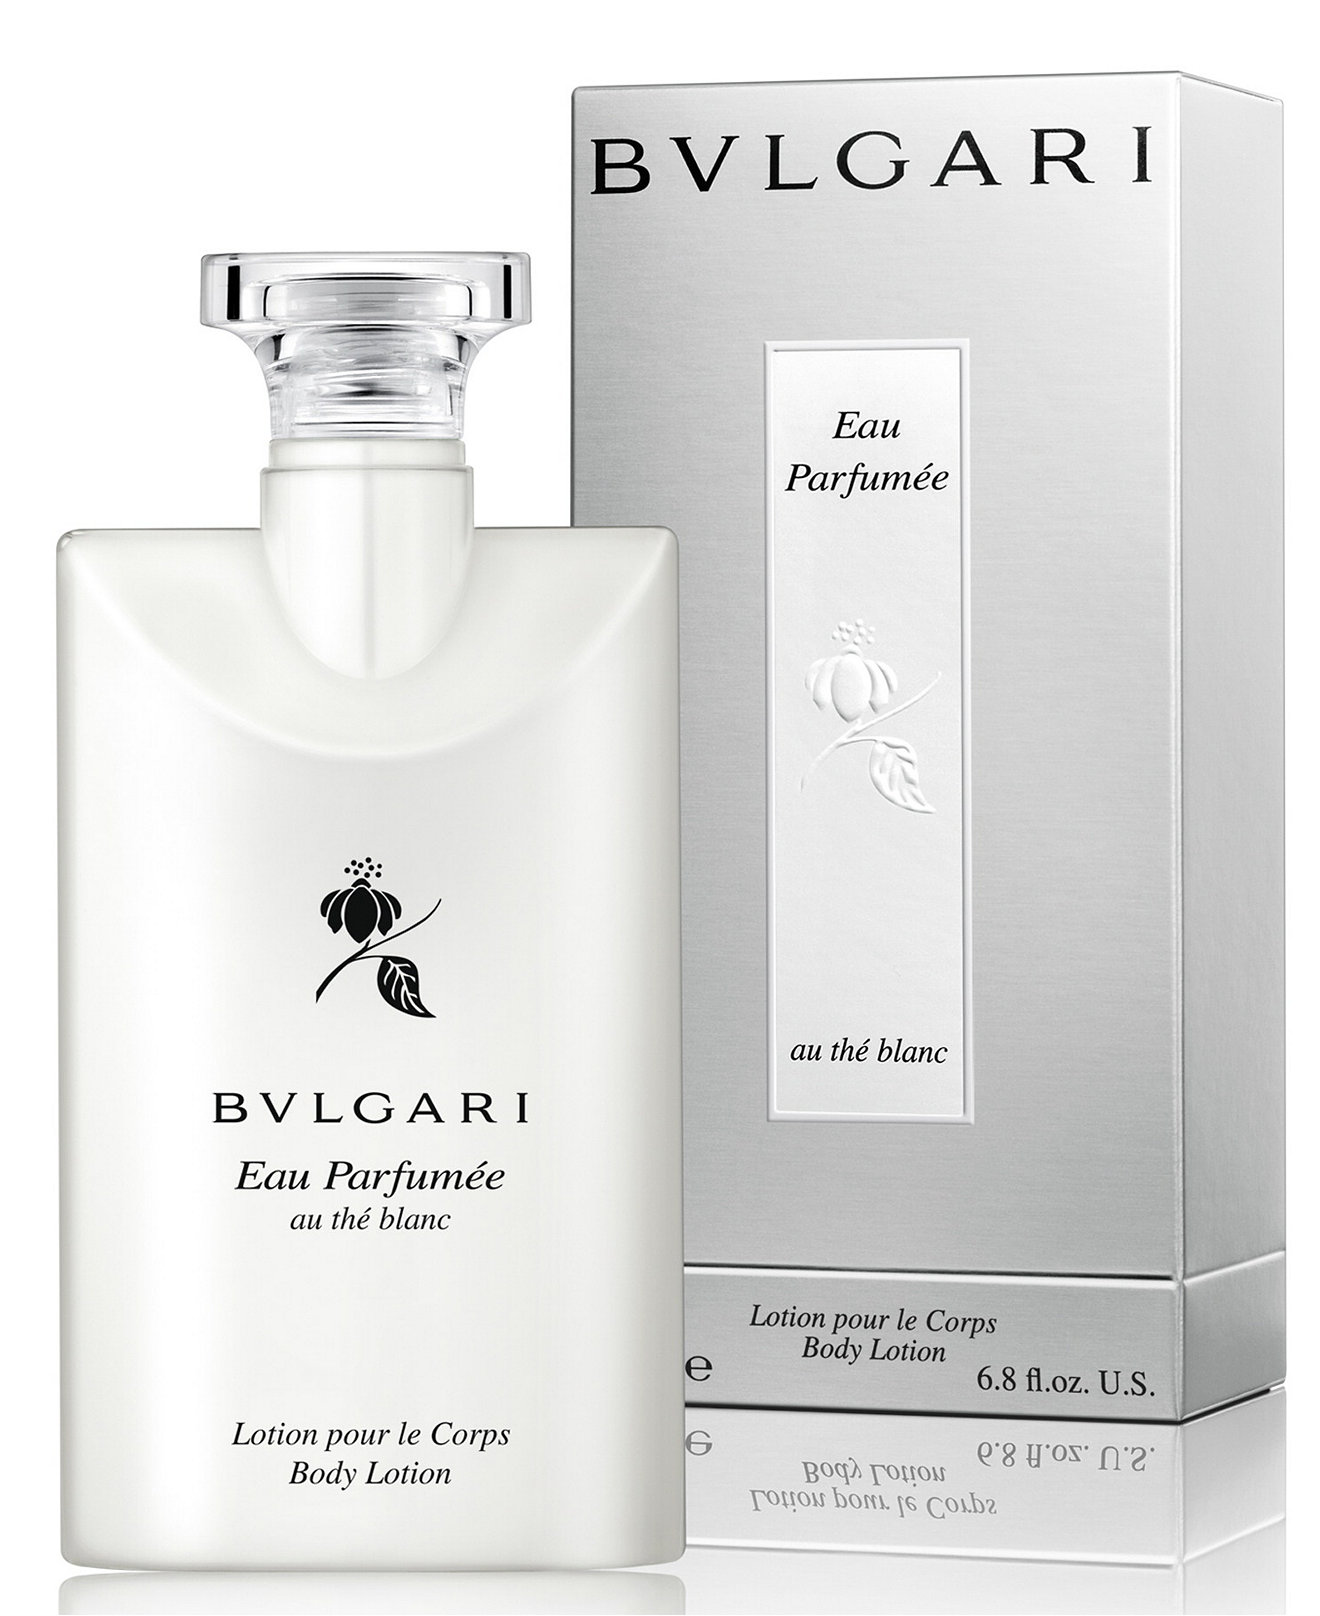 BVLGARI
Eau
Parfumée
au thé blanc
Lotion pour le Corps
Body Lotion
e
6.8 fl.oz. U.S.
BVLGARI
Eau Parfumée
au thé blanc
Lotion pour le Corps
Body Lotion